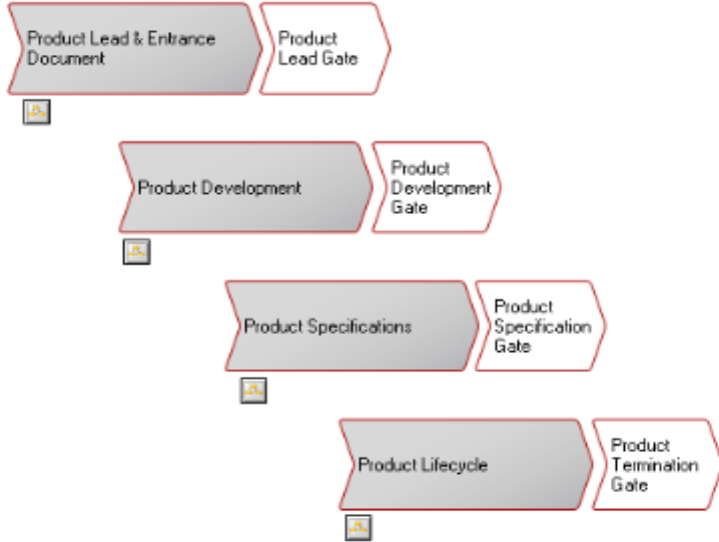 Product Lead & Entrance
Document
Product
Lead Gate
Product Development
Product
Development
Gate
Product Specifications
Product
Specification
Gate
Product Lifecycle
Product
Termination
Gate